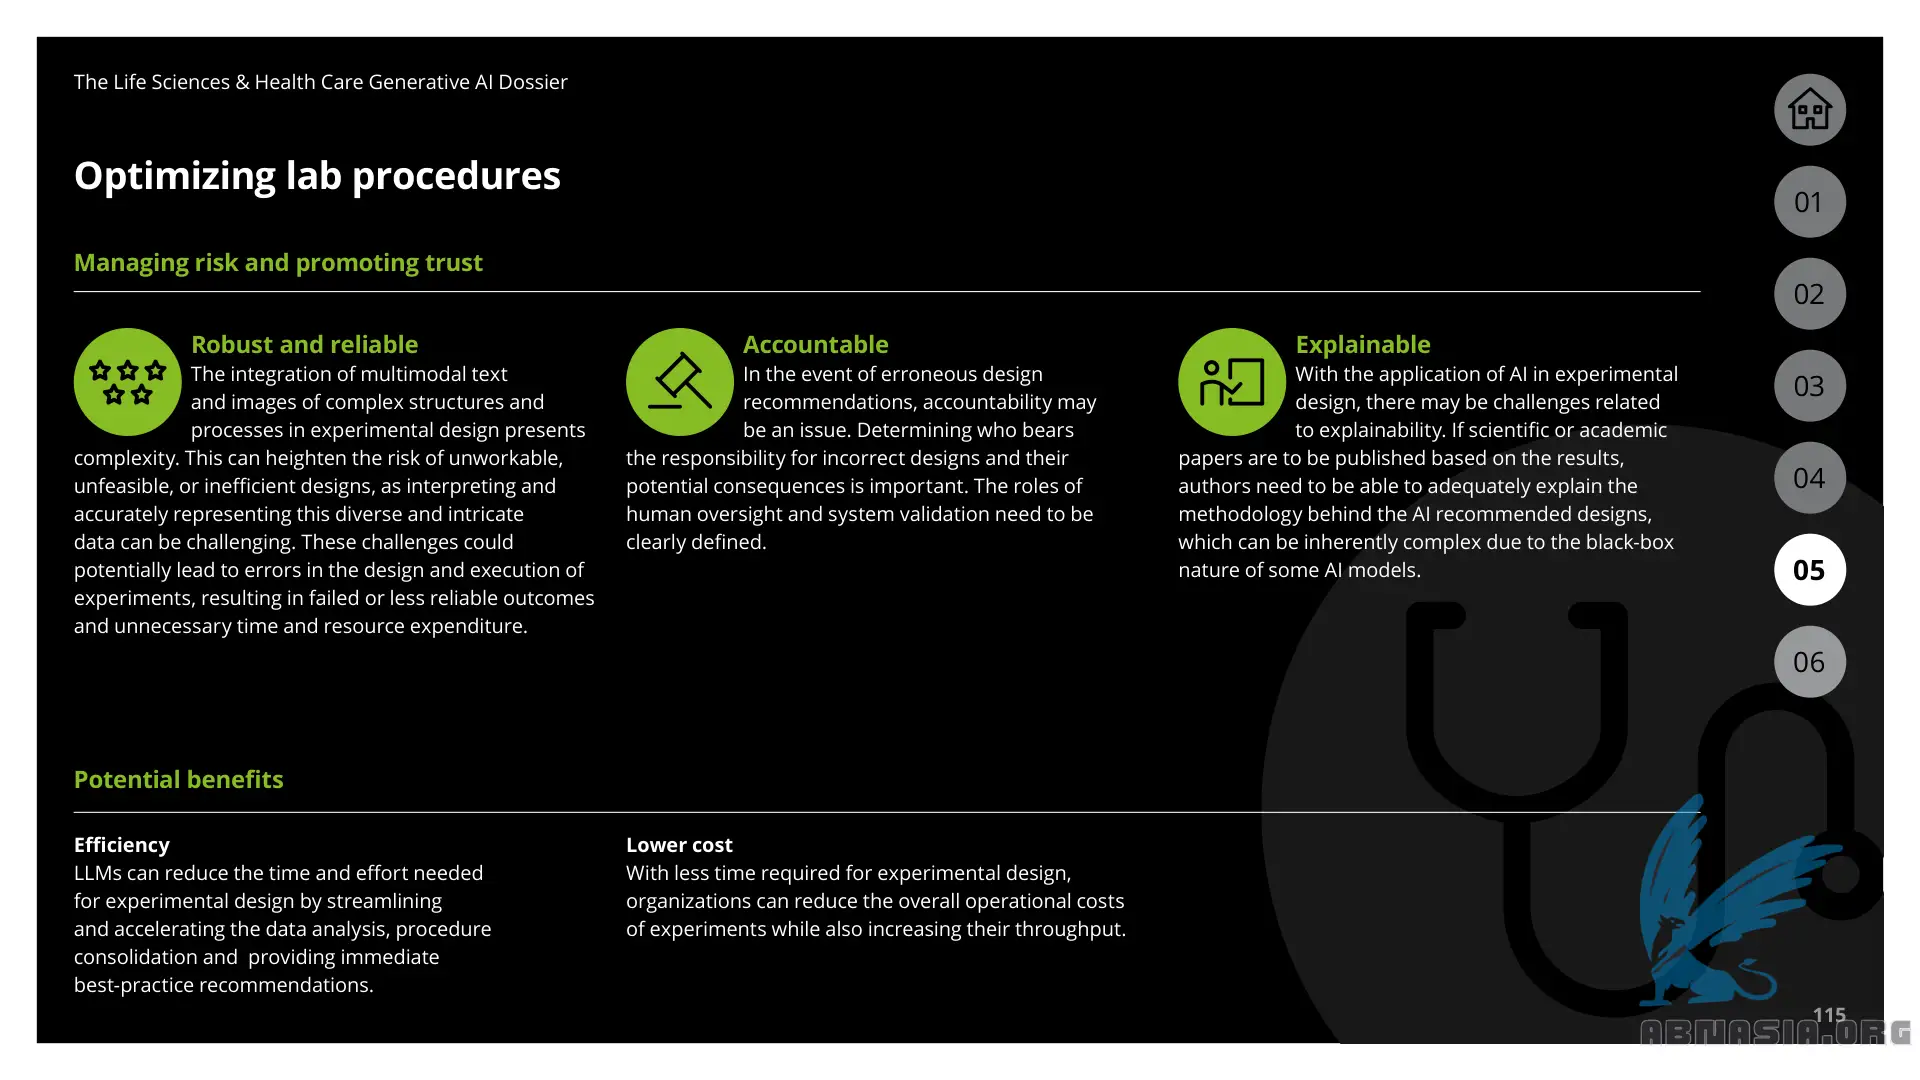 The Life Sciences & Health Care Generative AI Dossier
Optimizing lab procedures
Managing risk and promoting trust
Robust and reliable
The integration of multimodal text
and images of complex structures and
processes in experimental design presents
complexity. This can heighten the risk of unworkable,
unfeasible, or inefficient designs, as interpreting and
accurately representing this diverse and intricate
data can be challenging. These challenges could
potentially lead to errors in the design and execution of
experiments, resulting in failed or less reliable outcomes
and unnecessary time and resource expenditure.
Accountable
In the event of erroneous design
recommendations, accountability may
be an issue. Determining who bears
the responsibility for incorrect designs and their
potential consequences is important. The roles of
human oversight and system validation need to be
clearly defined.
Explainable
With the application of AI in experimental
design, there may be challenges related
to explainability. If scientific or academic
papers are to be published based on the results,
authors need to be able to adequately explain the
methodology behind the AI recommended designs,
which can be inherently complex due to the black-box
nature of some AI models.
Potential benefits
Efficiency
LLMs can reduce the time and effort needed
for experimental design by streamlining
and accelerating the data analysis, procedure
consolidation and  providing immediate
best-practice recommendations.
Lower cost
With less time required for experimental design,
organizations can reduce the overall operational costs
of experiments while also increasing their throughput.
01
02
03
04
05
06
115
ABMASIA.ORG